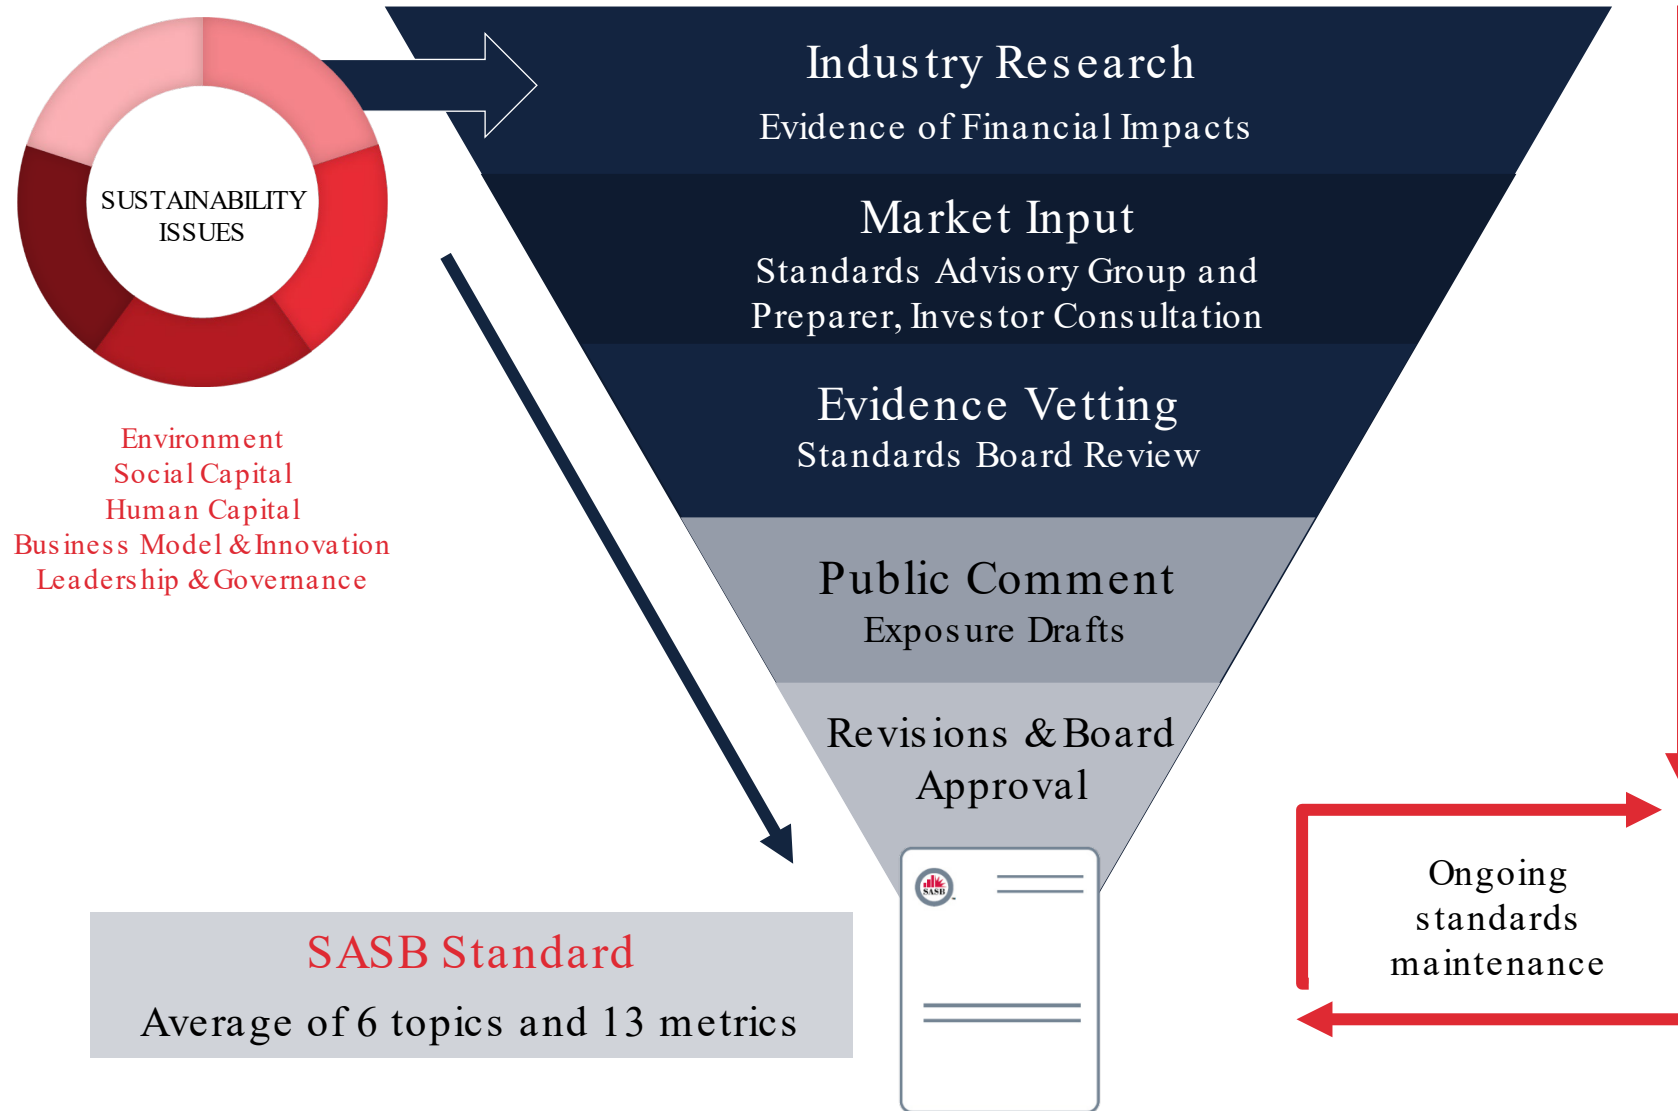 SUSTAINABILITY
ISSUES
Environment
Social Capital
Human Capital
Business Model & Innovation
Leadership & Governance
Industry Research
Evidence of Financial Impacts
Market Input
Standards Advisory Group and
Preparer, Investor Consultation
Evidence Vetting
Standards Board Review
Public Comment
Exposure Drafts
Revisions & Board
Approval
SASB
SASB Standard
Average of 6 topics and 13 metrics
Ongoing
standards
maintenance